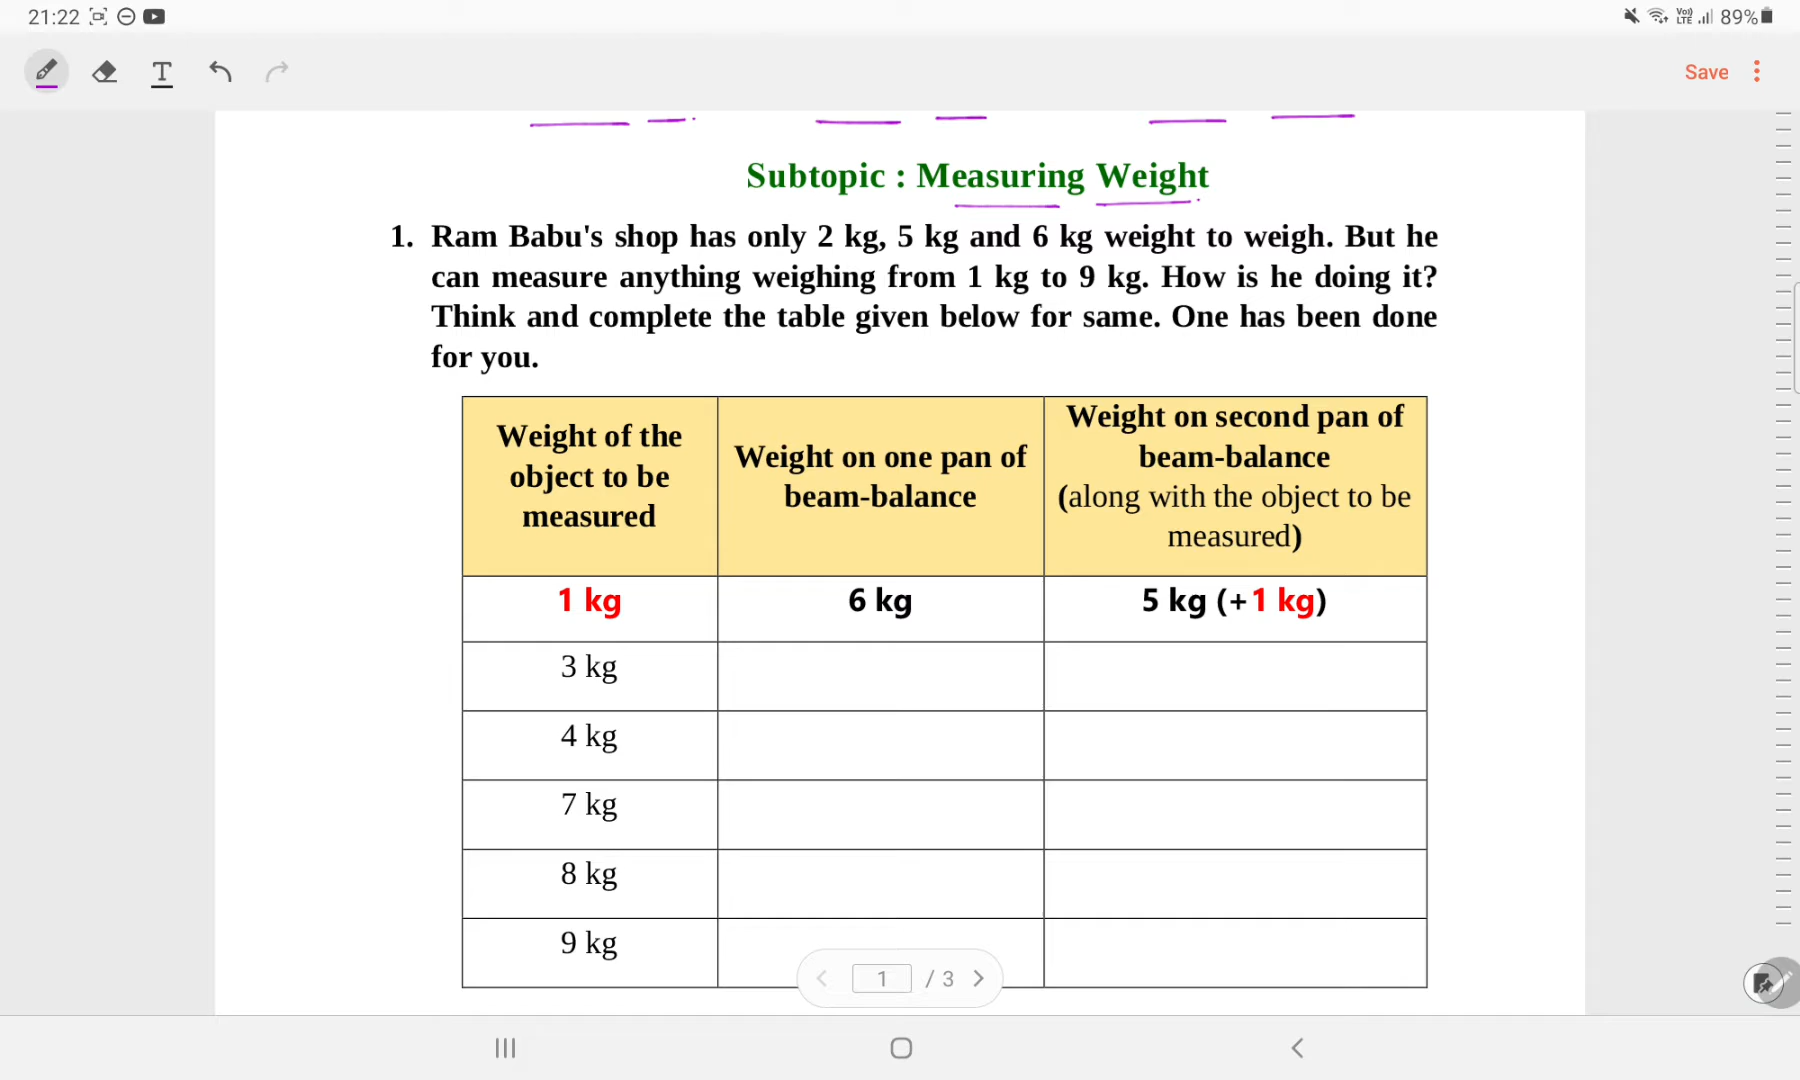 21:22
Vo) LTE 89%
T Save
Subtopic : Measuring Weight
1. Ram Babu's shop has only 2 kg, 5 kg and 6 kg weight to weigh. But he
can measure anything weighing from 1 kg to 9 kg. How is he doing it?
Think and complete the table given below for same. One has been done
for you.
Weight of the
object to be
measured
Weight on one pan of
beam-balance
Weight on second pan of
beam-balance
(along with the object to be
measured)
1 kg 6 kg 5 kg (+1 kg)
3 kg
4 kg
7 kg
8 kg
9 kg
1 / 3